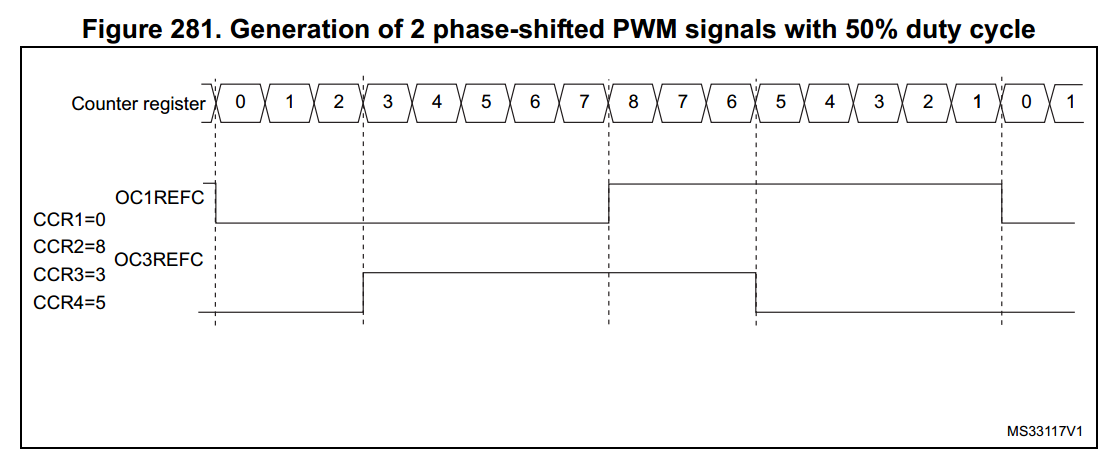 Figure 281. Generation of 2 phase-shifted PWM signals with 50% duty cycle
Counter register 0 1 2 3 4 5 6 7 8 7 6 5 4 3 2 1 0 1
OC1REFC
CCR1=0
CCR2=8
OC3REFC
CCR3=3
CCR4=5
MS33117V1